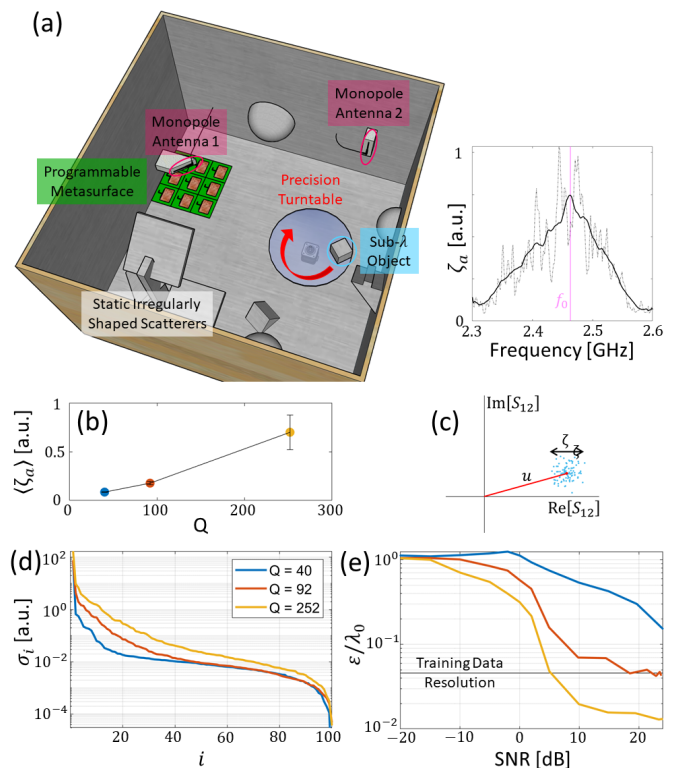 (a)
Monopole
Antenna 2
Monopole
Antenna 1
Programmable
Metasurface
Precision
Turntable
Sub-λ
Object
Static Irregularly
Shaped Scatterers
ζₐ [a.u.]
1
0
f₀
2.3 2.4 2.5 2.6
Frequency [GHz]
(b)
⟨ζₐ⟩ [a.u.]
1
0.5
0
0 100 200 300
Q
(c)
Im[S₁₂]
ζ
u
Re[S₁₂]
(d)
σᵢ [a.u.]
10²
10⁰
10⁻²
10⁻⁴
Q = 40
Q = 92
Q = 252
20 40 60 80 100
i
(e)
ε/λ₀
10⁰
10⁻¹
10⁻²
Training Data
Resolution
-20 -10 0 10 20
SNR [dB]